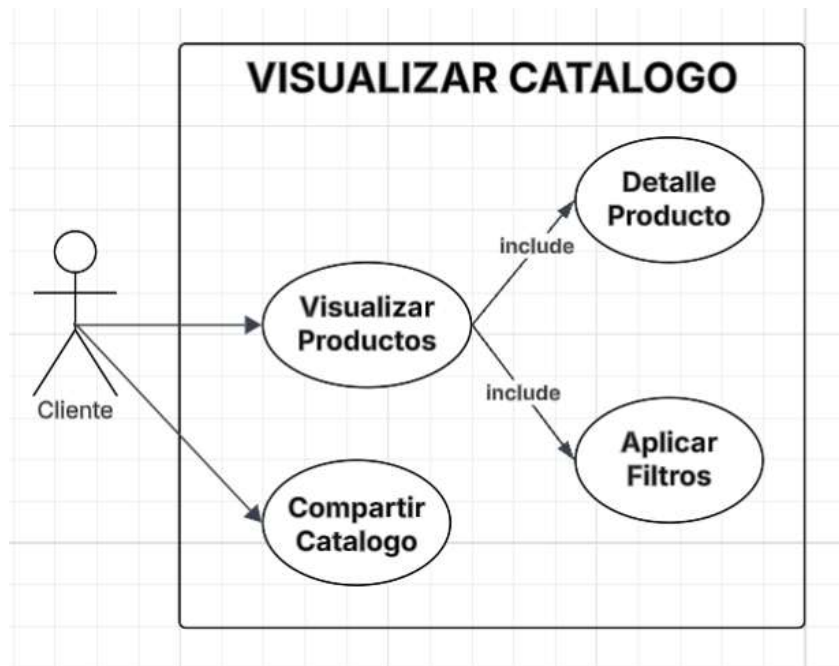 VISUALIZAR CATALOGO
Detalle
Producto
include
Visualizar
Productos
include
Cliente
Aplicar
Filtros
Compartir
Catalogo